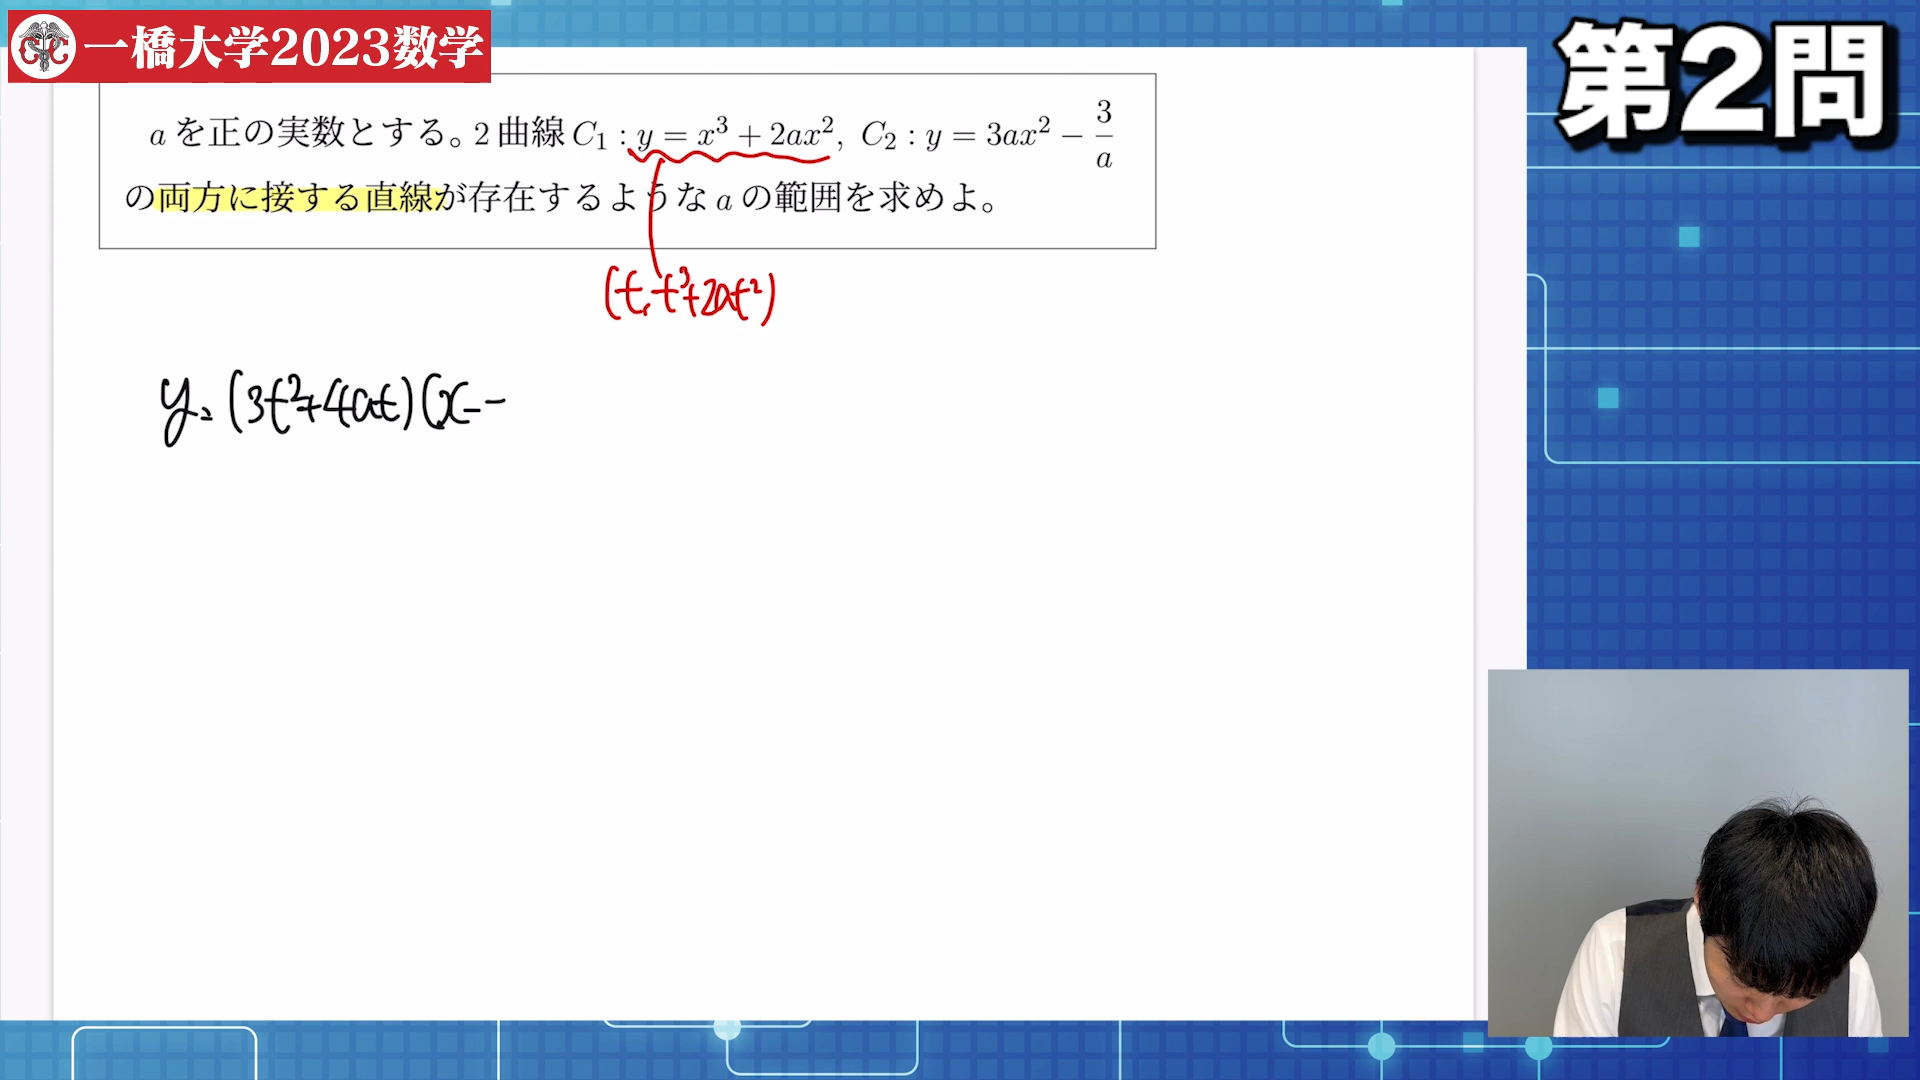 一橋大学2023数学
第2問
aを正の実数とする。2曲線 C₁ : y = x³ + 2ax², C₂ : y = 3ax² − 3/a
の両方に接する直線が存在するような a の範囲を求めよ。
(t, t³+2at²)
y=(3t²+4at)(x-